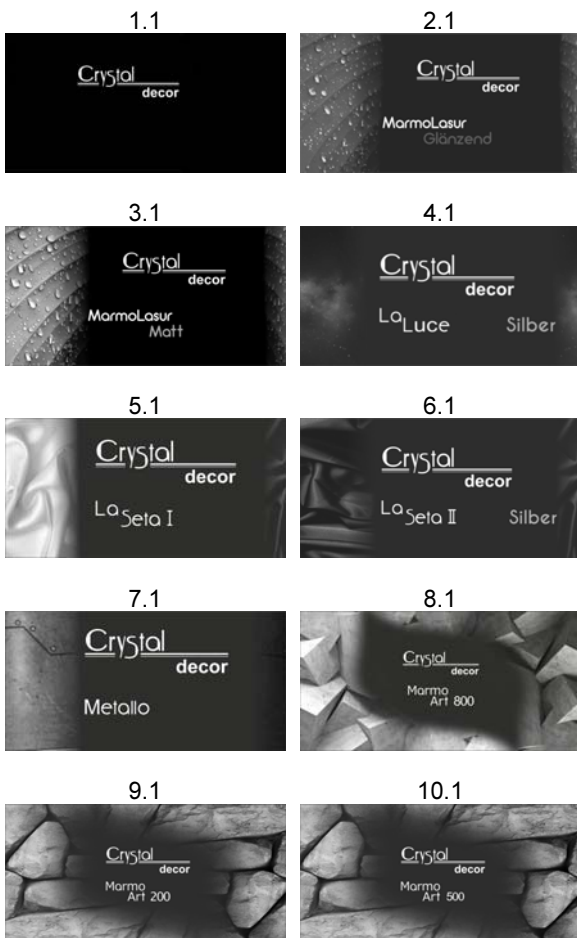 1.1
2.1
Crystal
decor
Crystal
decor
MarmoLasur
Glänzend
3.1
4.1
Crystal
decor
MarmoLasur
Matt
Crystal
decor
La Luce
Silber
5.1
6.1
Crystal
decor
La Seta I
Crystal
decor
La Seta II
Silber
7.1
8.1
Crystal
decor
Metallo
Crystal
decor
Marmo
Art 800
9.1
10.1
Crystal
decor
Marmo
Art 200
Crystal
decor
Marmo
Art 500